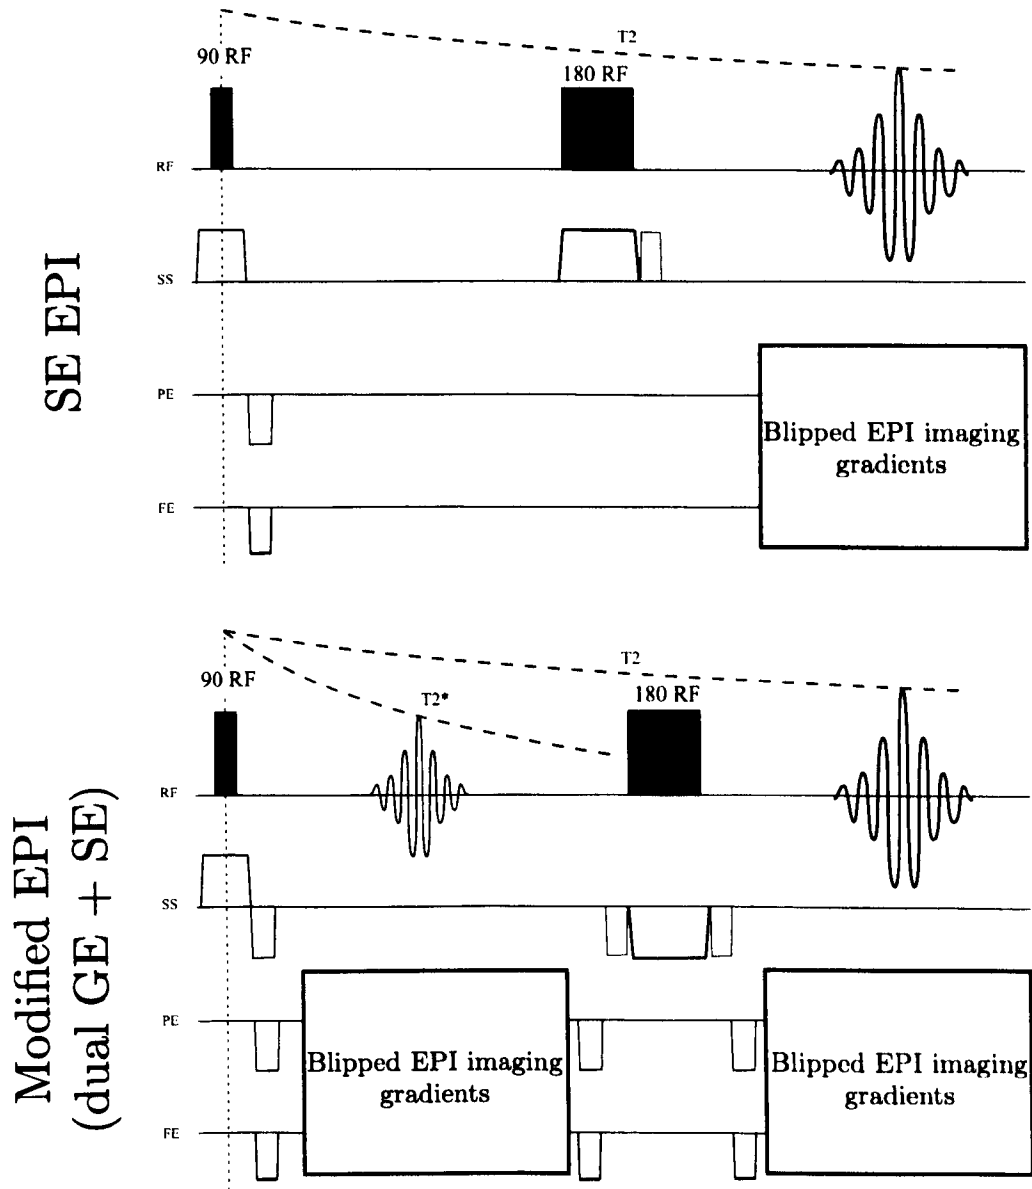 SE EPI
T2
90 RF
180 RF
RF
SS
PE
Blipped EPI imaging
gradients
FE
Modified EPI
(dual GE + SE)
T2
90 RF
T2*
180 RF
RF
SS
PE
Blipped EPI imaging
gradients
Blipped EPI imaging
gradients
FE